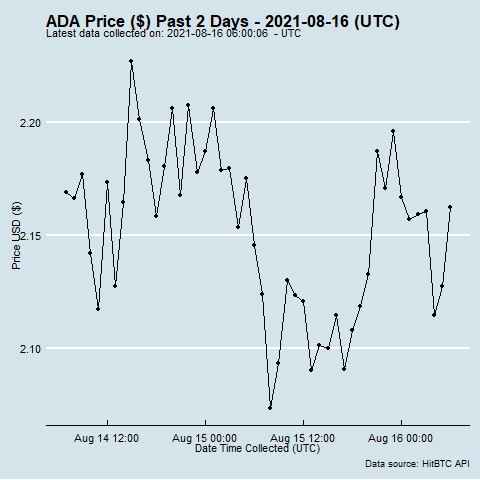 ADA Price ($) Past 2 Days - 2021-08-16 (UTC)
Latest data collected on: 2021-08-16 06:00:06  - UTC
Price USD ($)
2.20
2.15
2.10
Aug 14 12:00 Aug 15 00:00 Aug 15 12:00 Aug 16 00:00
Date Time Collected (UTC)
Data source: HitBTC API